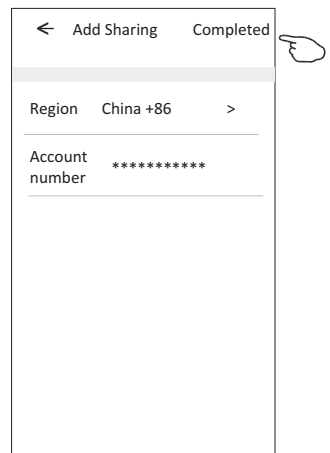 ← Add Sharing Completed
Region China +86 >
Account
number ***********